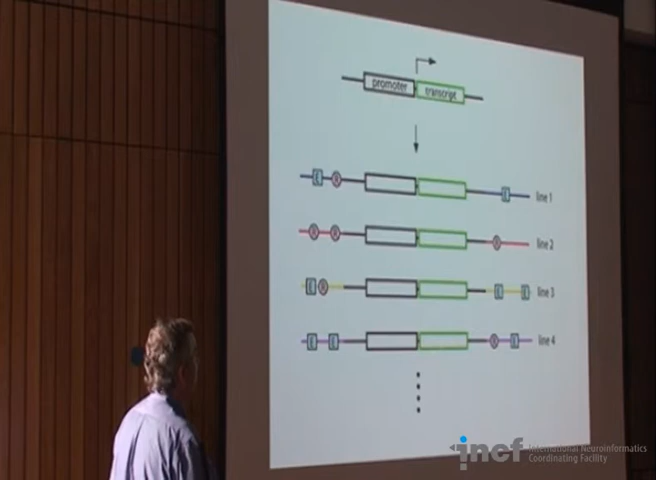 promoter transcript
E R E line 1
R R R line 2
E R E E line 3
E E R E line 4
incf International Neuroinformatics
Coordinating Facility